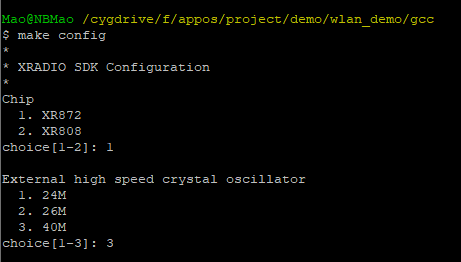 Mao@NBMao /cygdrive/f/appos/project/demo/wlan_demo/gcc
$ make config
*
* XRADIO SDK Configuration
*
Chip
  1. XR872
  2. XR808
choice[1-2]: 1

External high speed crystal oscillator
  1. 24M
  2. 26M
  3. 40M
choice[1-3]: 3